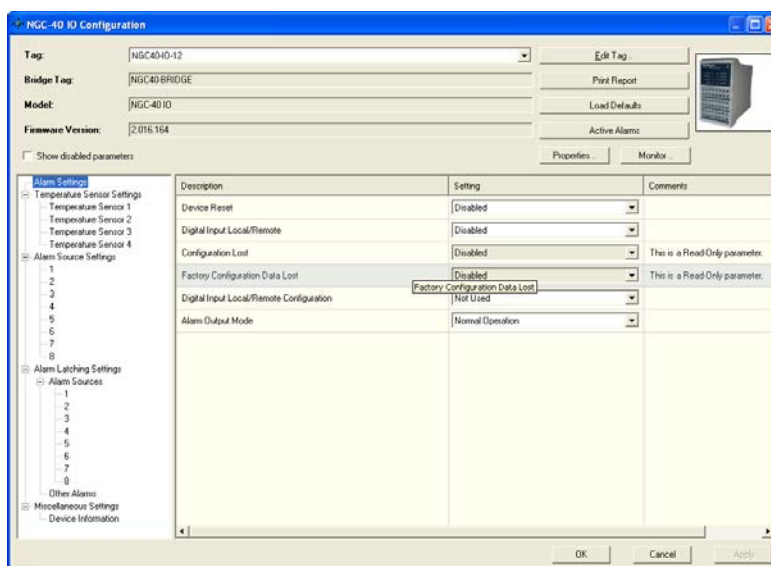 NGC-40 IO Configuration
Tag: NGC40-IO-12 Edit Tag...
Bridge Tag: NGC40-BRIDGE Print Report
Model: NGC-40 IO Load Defaults
Firmware Version: 2.016.164 Active Alarms
Show disabled parameters Properties... Monitor...
Alarm Settings
Temperature Sensor Settings
Temperature Sensor 1
Temperature Sensor 2
Temperature Sensor 3
Temperature Sensor 4
Alarm Source Settings
1
2
3
4
5
6
7
8
Alarm Latching Settings
Alarm Sources
1
2
3
4
5
6
7
8
Other Alarms
Miscellaneous Settings
Device Information
Description Setting Comments
Device Reset Disabled
Digital Input Local/Remote Disabled
Configuration Lost Disabled This is a Read-Only parameter.
Factory Configuration Data Lost Disabled This is a Read-Only parameter.
Factory Configuration Data Lost
Digital Input Local/Remote Configuration Not Used
Alarm Output Mode Normal Operation
OK Cancel Apply